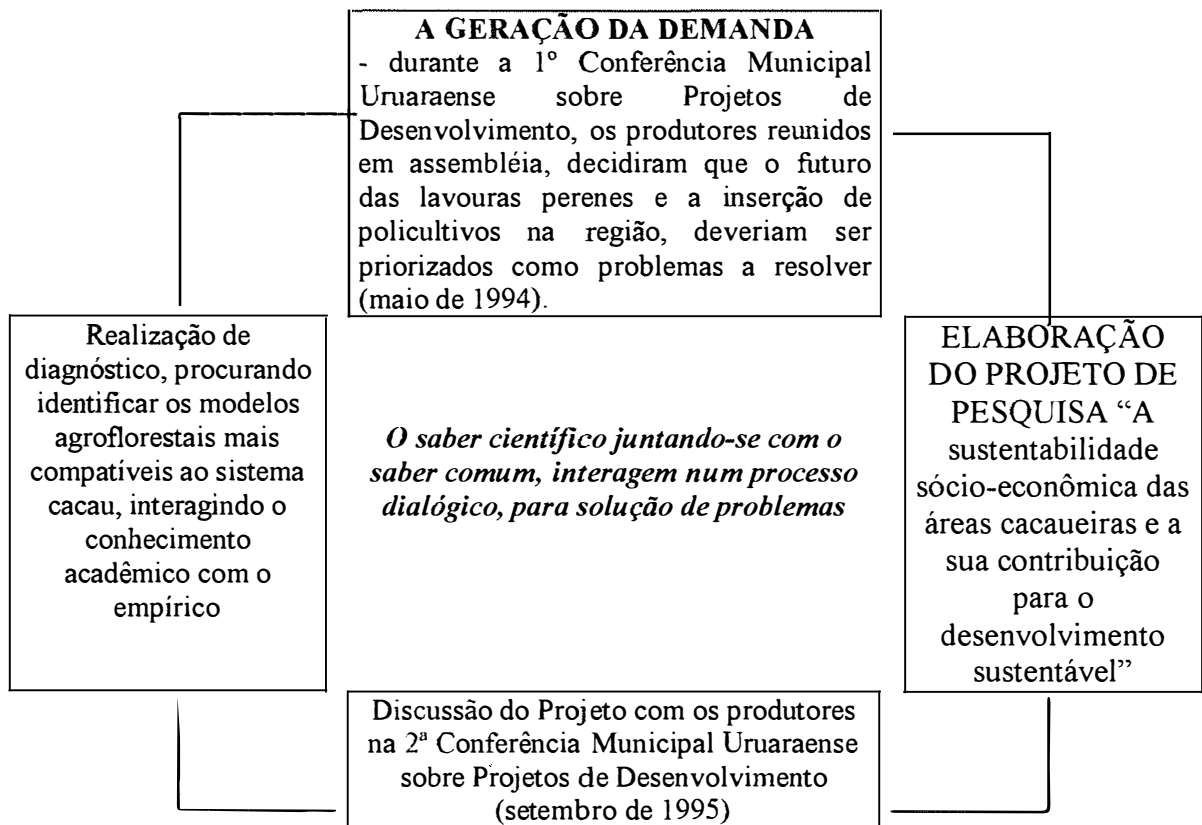 A GERAÇÃO DA DEMANDA
- durante a 1º Conferência Municipal
Uruaraense sobre Projetos de
Desenvolvimento, os produtores reunidos
em assembléia, decidiram que o futuro
das lavouras perenes e a inserção de
policultivos na região, deveriam ser
priorizados como problemas a resolver
(maio de 1994).
Realização de
diagnóstico, procurando
identificar os modelos
agroflorestais mais
compatíveis ao sistema
cacau, interagindo o
conhecimento
acadêmico com o
empírico
O saber científico juntando-se com o
saber comum, interagem num processo
dialógico, para solução de problemas
ELABORAÇÃO
DO PROJETO DE
PESQUISA “A
sustentabilidade
sócio-econômica das
áreas cacaueiras e a
sua contribuição
para o
desenvolvimento
sustentável”
Discussão do Projeto com os produtores
na 2ª Conferência Municipal Uruaraense
sobre Projetos de Desenvolvimento
(setembro de 1995)